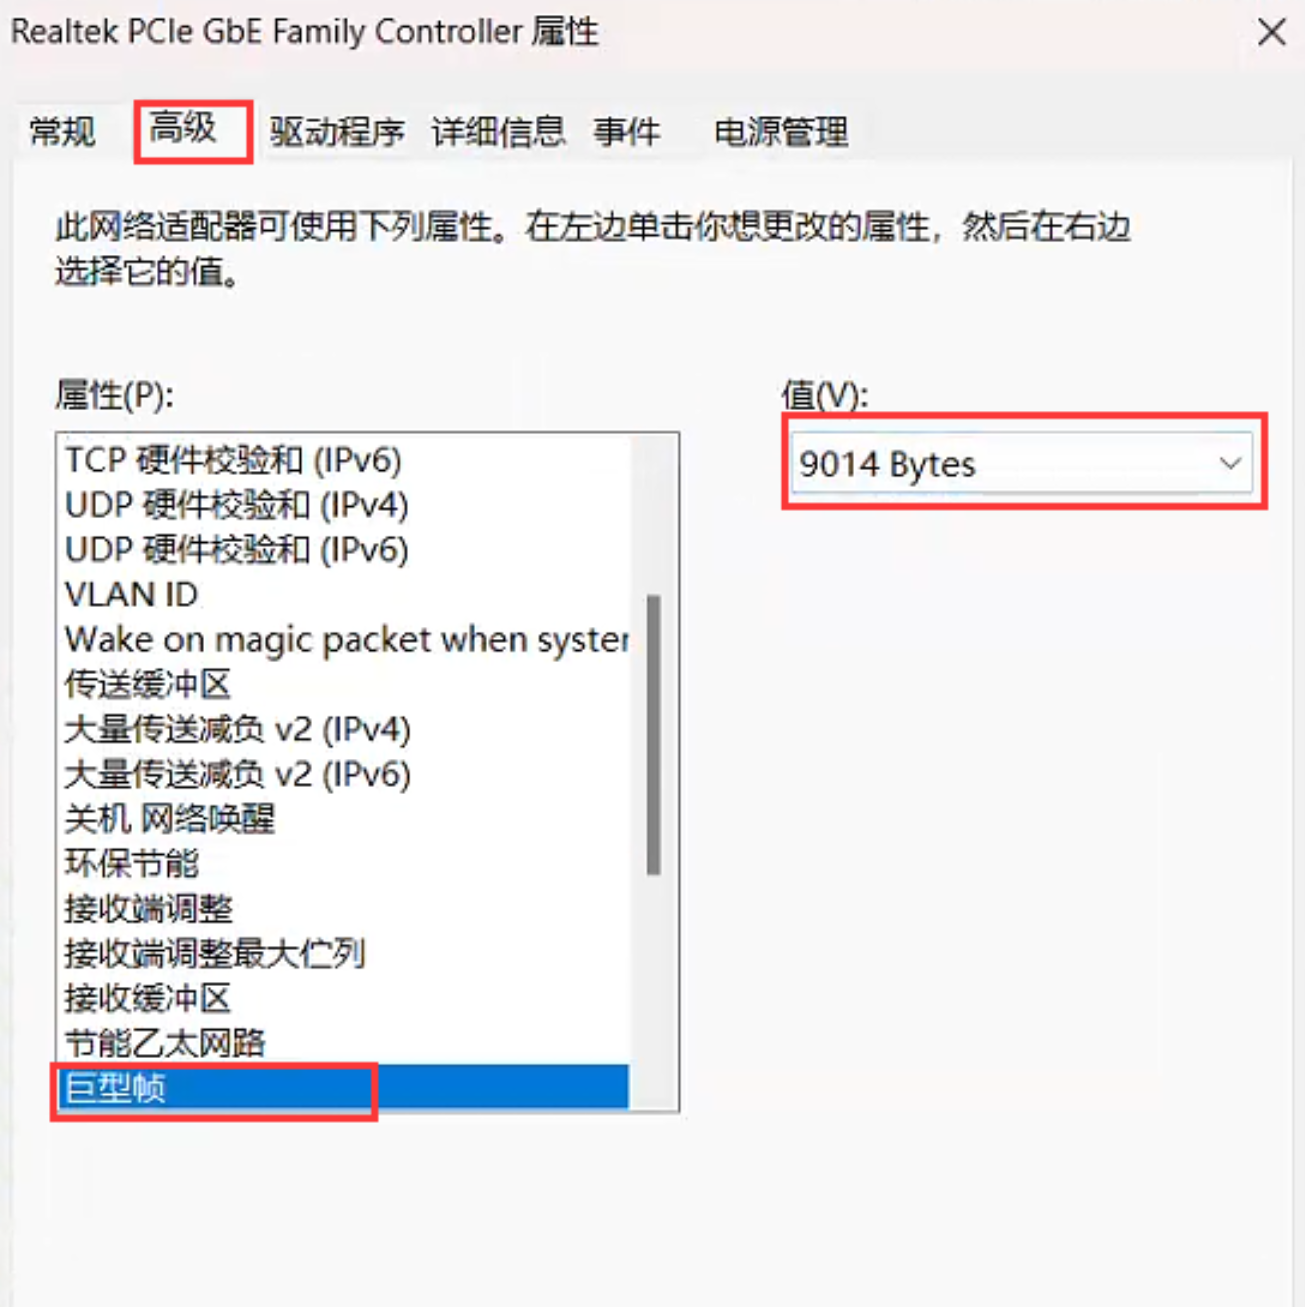 Realtek PCIe GbE Family Controller 属性
常规 高级 驱动程序 详细信息 事件 电源管理
此网络适配器可使用下列属性。在左边单击你想更改的属性，然后在右边
选择它的值。
属性(P):
值(V):
TCP 硬件校验和 (IPv6)
9014 Bytes
UDP 硬件校验和 (IPv4)
UDP 硬件校验和 (IPv6)
VLAN ID
Wake on magic packet when system
传送缓冲区
大量传送减负 v2 (IPv4)
大量传送减负 v2 (IPv6)
关机 网络唤醒
环保节能
接收端调整
接收端调整最大伫列
接收缓冲区
节能乙太网路
巨型帧